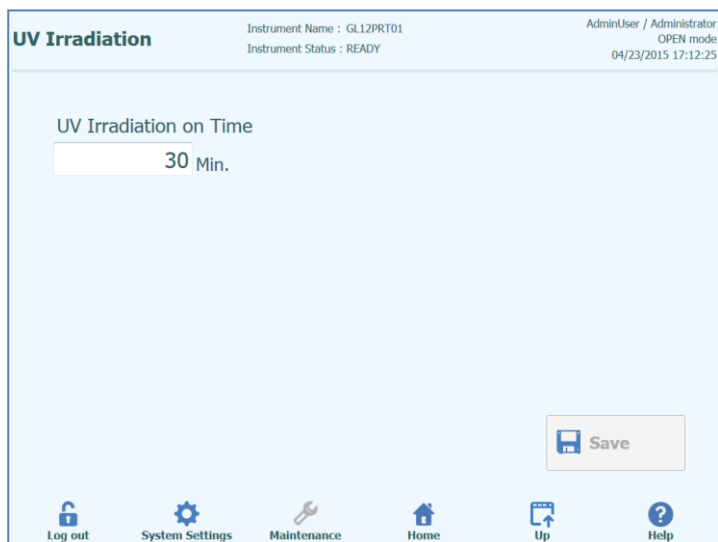 UV Irradiation
Instrument Name : GL12PRT01
Instrument Status : READY
AdminUser / Administrator
OPEN mode
04/23/2015 17:12:25
UV Irradiation on Time
30 Min.
Save
Log out System Settings Maintenance Home Up Help